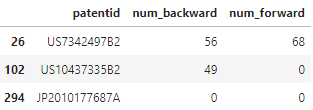 patentid num_backward num_forward
26 US7342497B2 56 68
102 US10437335B2 49 0
294 JP2010177687A 0 0